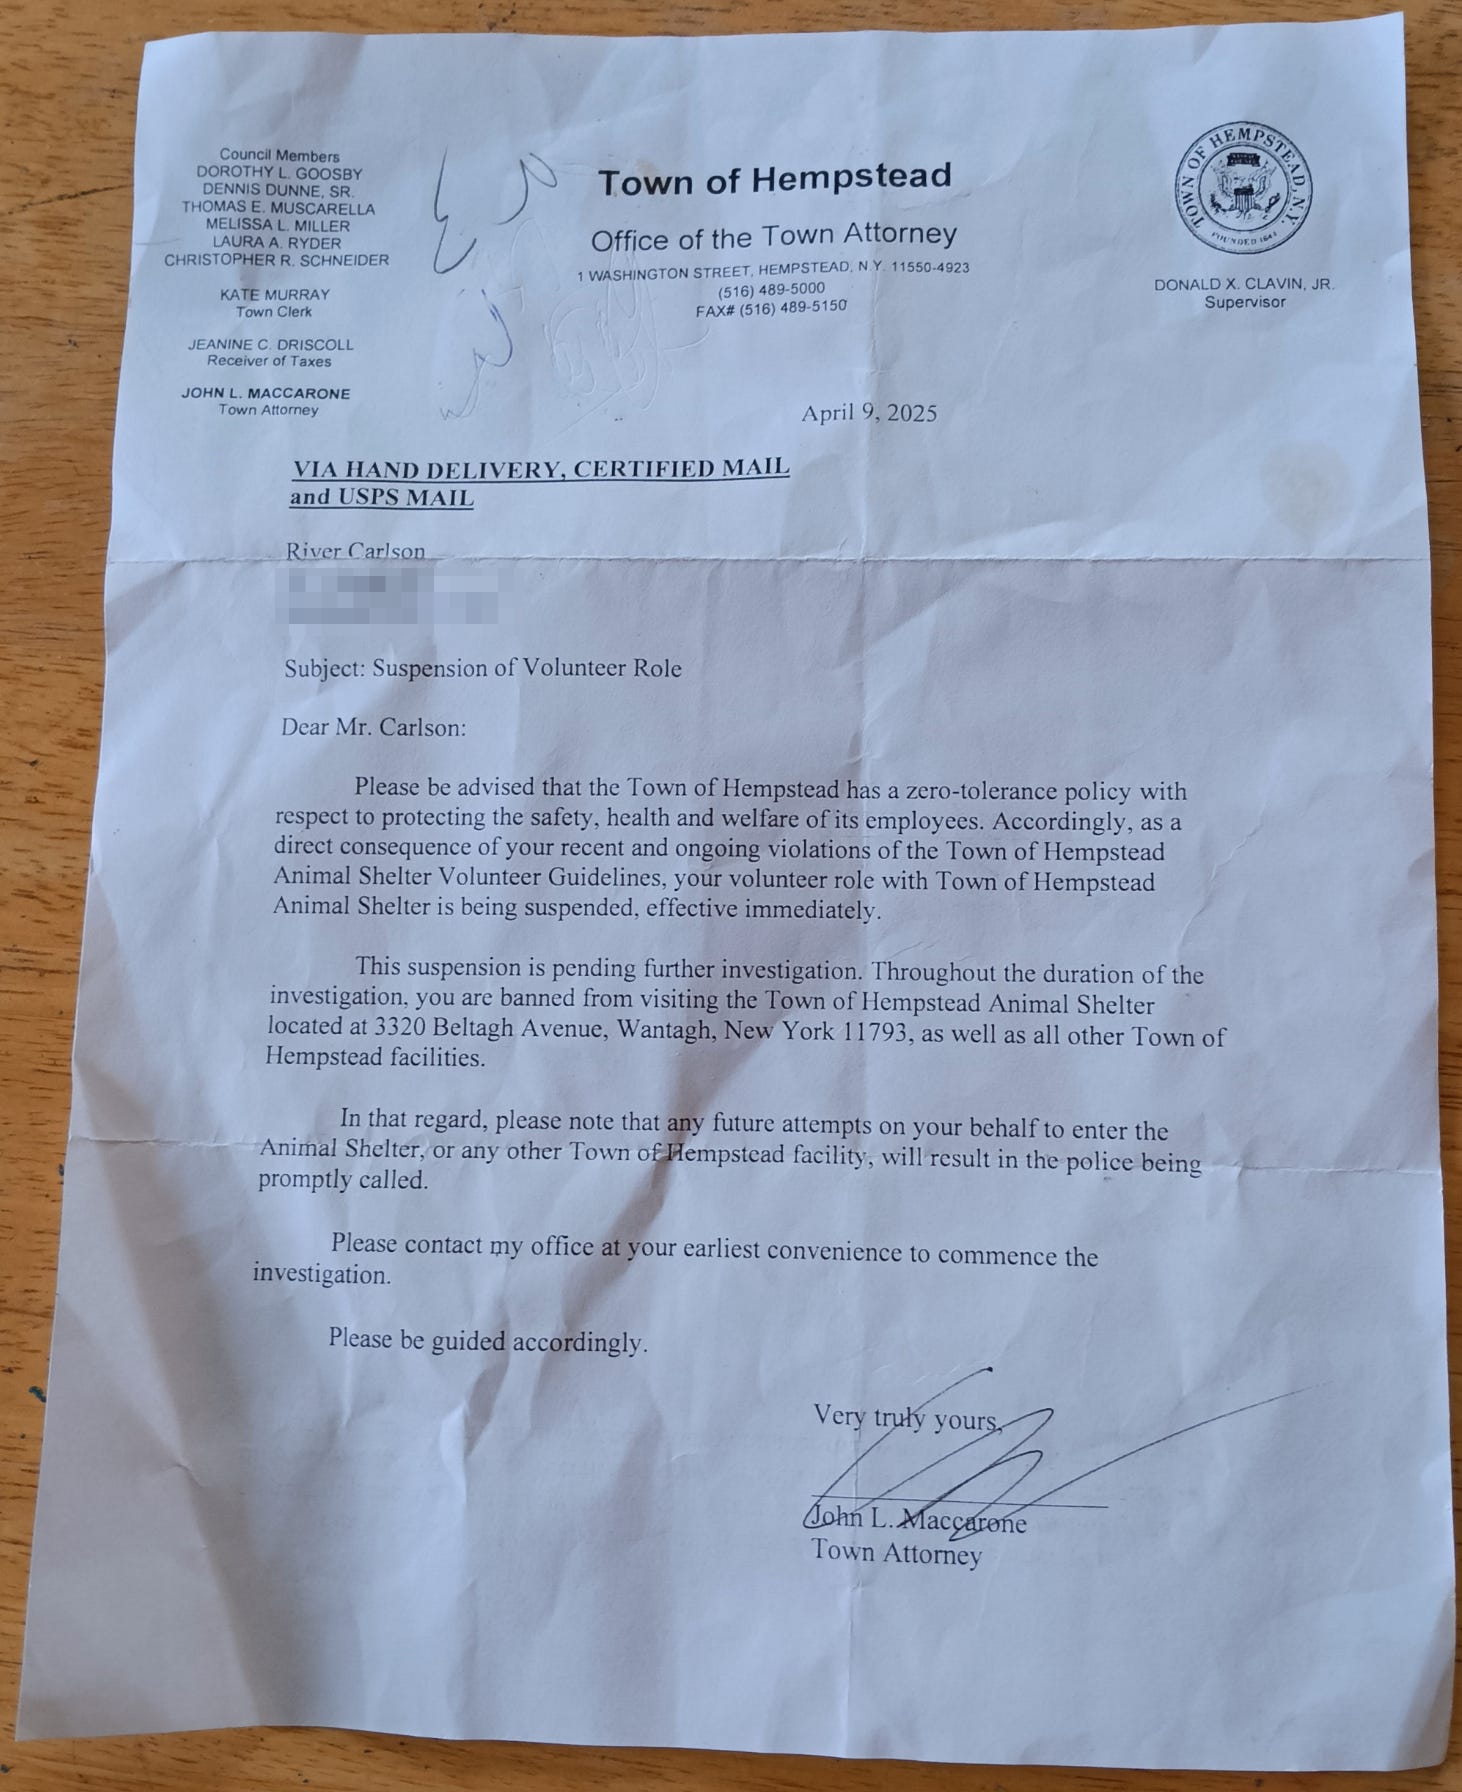 Council Members
DOROTHY L. GOOSBY
DENNIS DUNNE, SR.
THOMAS E. MUSCARELLA
MELISSA L. MILLER
LAURA A. RYDER
CHRISTOPHER R. SCHNEIDER
KATE MURRAY
Town Clerk
JEANINE C. DRISCOLL
Receiver of Taxes
JOHN L. MACCARONE
Town Attorney
Town of Hempstead
Office of the Town Attorney
1 WASHINGTON STREET, HEMPSTEAD, N.Y. 11550-4923
(516) 489-5000
FAX# (516) 489-5150
TOWN OF HEMPSTEAD, N.Y.
FOUNDED 1644
DONALD X. CLAVIN, JR.
Supervisor
April 9, 2025
VIA HAND DELIVERY, CERTIFIED MAIL
and USPS MAIL
River Carlson
Subject: Suspension of Volunteer Role
Dear Mr. Carlson:
Please be advised that the Town of Hempstead has a zero-tolerance policy with
respect to protecting the safety, health and welfare of its employees. Accordingly, as a
direct consequence of your recent and ongoing violations of the Town of Hempstead
Animal Shelter Volunteer Guidelines, your volunteer role with Town of Hempstead
Animal Shelter is being suspended, effective immediately.
This suspension is pending further investigation. Throughout the duration of the
investigation, you are banned from visiting the Town of Hempstead Animal Shelter
located at 3320 Beltagh Avenue, Wantagh, New York 11793, as well as all other Town of
Hempstead facilities.
In that regard, please note that any future attempts on your behalf to enter the
Animal Shelter, or any other Town of Hempstead facility, will result in the police being
promptly called.
Please contact my office at your earliest convenience to commence the
investigation.
Please be guided accordingly.
Very truly yours,
John L. Maccarone
Town Attorney